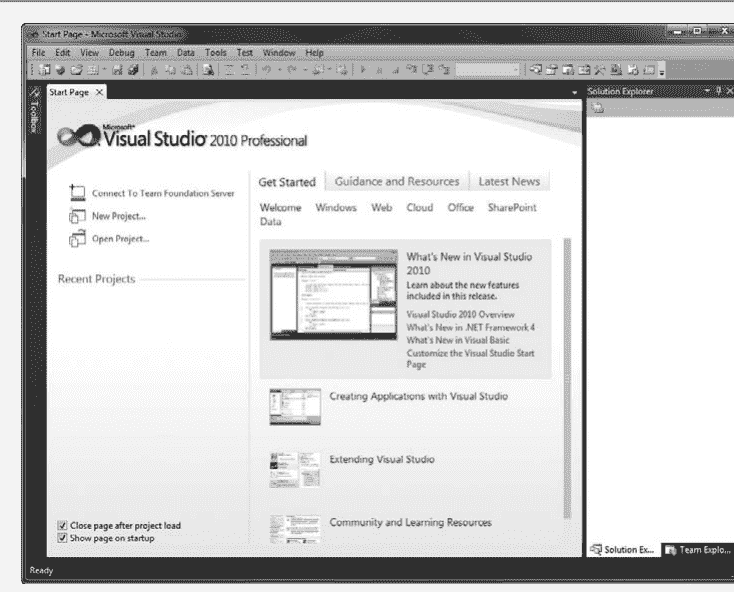 Start Page - Microsoft Visual Studio
File Edit View Debug Team Data Tools Test Window Help
Toolbox
Start Page
Solution Explorer
Microsoft
Visual Studio 2010 Professional
Connect To Team Foundation Server
New Project...
Open Project...
Recent Projects
Get Started Guidance and Resources Latest News
Welcome Windows Web Cloud Office SharePoint
Data
What's New in Visual Studio
2010
Learn about the new features
included in this release.
Visual Studio 2010 Overview
What's New in .NET Framework 4
What's New in Visual Basic
Customize the Visual Studio Start
Page
Creating Applications with Visual Studio
Extending Visual Studio
Community and Learning Resources
Close page after project load
Show page on startup
Solution Ex... Team Explo...
Ready